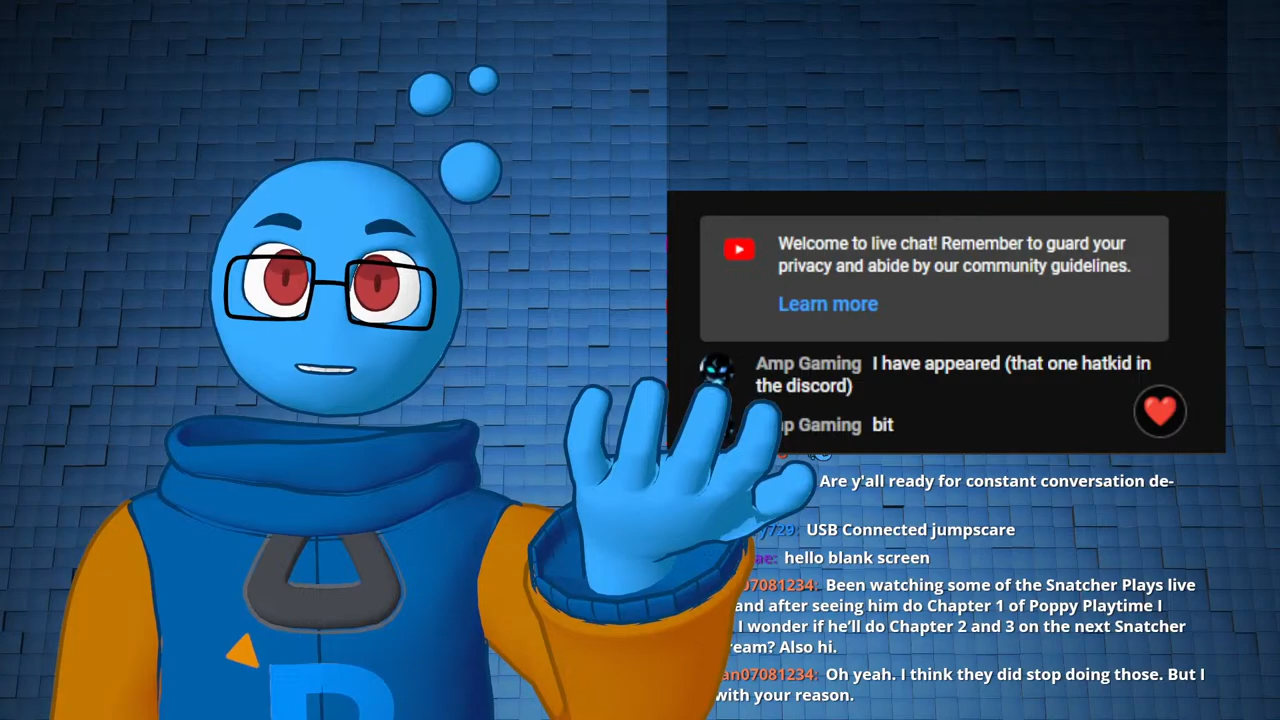 Welcome to live chat! Remember to guard your
privacy and abide by our community guidelines.
Learn more
Amp Gaming I have appeared (that one hatkid in
the discord)
Gaming bit
Are y'all ready for constant conversation de-
y729: USB Connected jumpscare
ae: hello blank screen
07081234: Been watching some of the Snatcher Plays live
and after seeing him do Chapter 1 of Poppy Playtime I
I wonder if he'll do Chapter 2 and 3 on the next Snatcher
ream? Also hi.
an07081234: Oh yeah. I think they did stop doing those. But I
with your reason.